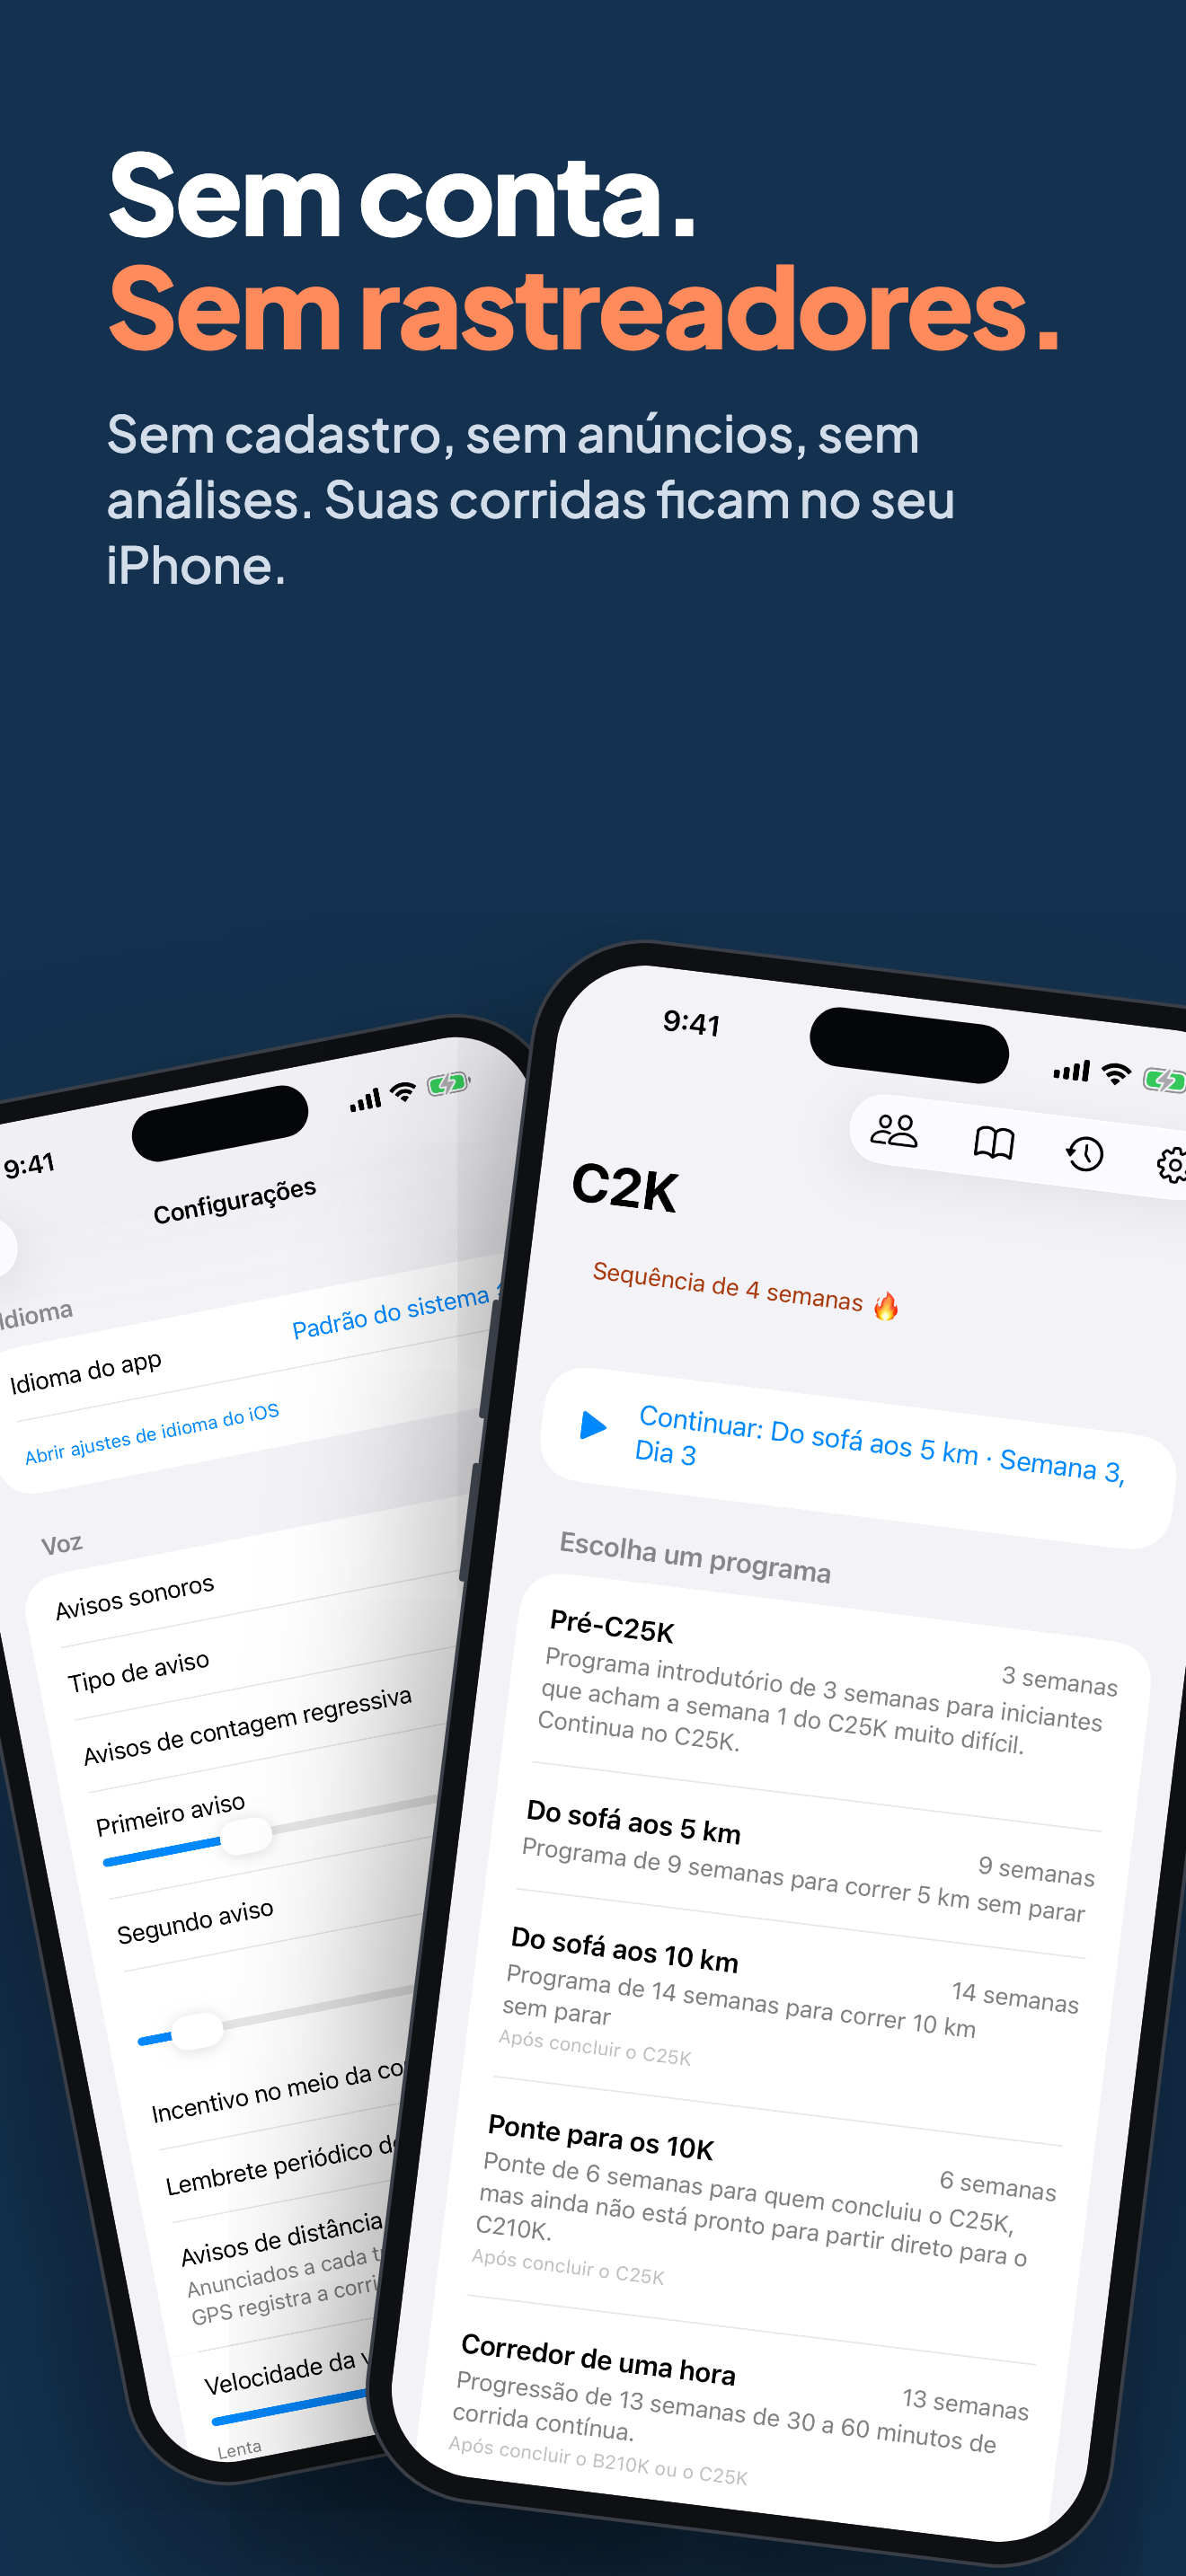 Sem conta.
Sem rastreadores.
Sem cadastro, sem anúncios, sem
análises. Suas corridas ficam no seu
iPhone.
9:41
Configurações
Idioma
Idioma do app
Padrão do sistema
Abrir ajustes de idioma do iOS
Voz
Avisos sonoros
Tipo de aviso
Avisos de contagem regressiva
Primeiro aviso
Segundo aviso
Incentivo no meio da
Lembrete periódico
Avisos de distância
Anunciados a cada
GPS registra a
Velocidade da
Lenta
9:41
C2K
Sequência de 4 semanas 🔥
Continuar: Do sofá aos 5 km · Semana 3,
Dia 3
Escolha um programa
Pré-C25K
3 semanas
Programa introdutório de 3 semanas para iniciantes
que acham a semana 1 do C25K muito difícil.
Continua no C25K.
Do sofá aos 5 km
9 semanas
Programa de 9 semanas para correr 5 km sem parar
Do sofá aos 10 km
14 semanas
Programa de 14 semanas para correr 10 km
sem parar
Após concluir o C25K
Ponte para os 10K
6 semanas
Ponte de 6 semanas para quem concluiu o C25K,
mas ainda não está pronto para partir direto para o
C210K.
Após concluir o C25K
Corredor de uma hora
13 semanas
Progressão de 13 semanas de 30 a 60 minutos de
corrida contínua.
Após concluir o B210K ou o C25K